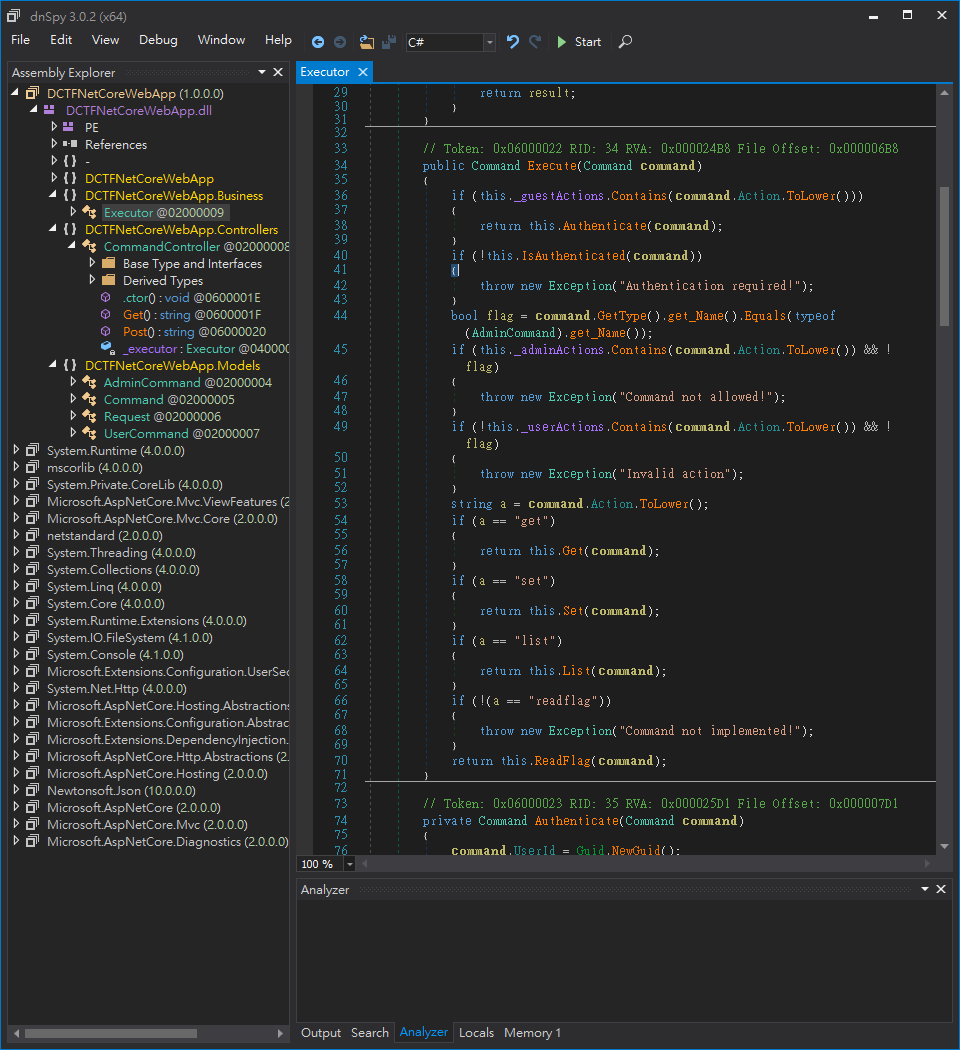 dnSpy 3.0.2 (x64)
File Edit View Debug Window Help C# Start
Assembly Explorer
DCTFNetCoreWebApp (1.0.0.0)
DCTFNetCoreWebApp.dll
PE
References
{ } -
{ } DCTFNetCoreWebApp
{ } DCTFNetCoreWebApp.Business
Executor @02000009
{ } DCTFNetCoreWebApp.Controllers
CommandController @02000008
Base Type and Interfaces
Derived Types
.ctor() : void @0600001E
Get() : string @0600001F
Post() : string @06000020
_executor : Executor @040000
{ } DCTFNetCoreWebApp.Models
AdminCommand @02000004
Command @02000005
Request @02000006
UserCommand @02000007
System.Runtime (4.0.0.0)
mscorlib (4.0.0.0)
System.Private.CoreLib (4.0.0.0)
Microsoft.AspNetCore.Mvc.ViewFeatures (2
Microsoft.AspNetCore.Mvc.Core (2.0.0.0)
netstandard (2.0.0.0)
System.Threading (4.0.0.0)
System.Collections (4.0.0.0)
System.Linq (4.0.0.0)
System.Core (4.0.0.0)
System.Runtime.Extensions (4.0.0.0)
System.IO.FileSystem (4.1.0.0)
System.Console (4.1.0.0)
Microsoft.Extensions.Configuration.UserSec
System.Net.Http (4.0.0.0)
Microsoft.AspNetCore.Hosting.Abstractions
Microsoft.Extensions.Configuration.Abstrac
Microsoft.Extensions.DependencyInjection.
Microsoft.AspNetCore.Http.Abstractions (2.
Microsoft.AspNetCore.Hosting (2.0.0.0)
Newtonsoft.Json (10.0.0.0)
Microsoft.AspNetCore (2.0.0.0)
Microsoft.AspNetCore.Mvc (2.0.0.0)
Microsoft.AspNetCore.Diagnostics (2.0.0.0)
Executor
29 return result;
30 }
31 }
32
33 // Token: 0x06000022 RID: 34 RVA: 0x000024B8 File Offset: 0x000006B8
34 public Command Execute(Command command)
35 {
36 if (this._guestActions.Contains(command.Action.ToLower()))
37 {
38 return this.Authenticate(command);
39 }
40 if (!this.IsAuthenticated(command))
41 {
42 throw new Exception("Authentication required!");
43 }
44 bool flag = command.GetType().get_Name().Equals(typeof
(AdminCommand).get_Name());
45 if (this._adminActions.Contains(command.Action.ToLower()) && !
flag)
46 {
47 throw new Exception("Command not allowed!");
48 }
49 if (!this._userActions.Contains(command.Action.ToLower()) && !
flag)
50 {
51 throw new Exception("Invalid action");
52 }
53 string a = command.Action.ToLower();
54 if (a == "get")
55 {
56 return this.Get(command);
57 }
58 if (a == "set")
59 {
60 return this.Set(command);
61 }
62 if (a == "list")
63 {
64 return this.List(command);
65 }
66 if (!(a == "readflag"))
67 {
68 throw new Exception("Command not implemented!");
69 }
70 return this.ReadFlag(command);
71 }
72
73 // Token: 0x06000023 RID: 35 RVA: 0x000025D1 File Offset: 0x000007D1
74 private Command Authenticate(Command command)
75 {
76 command.UserId = Guid.NewGuid();
100 %
Analyzer
Output Search Analyzer Locals Memory 1